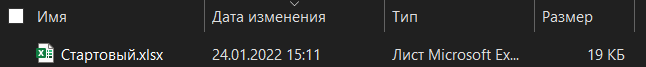 Имя Дата изменения Тип Размер
Стартовый.xlsx 24.01.2022 15:11 Лист Microsoft Ex... 19 КБ